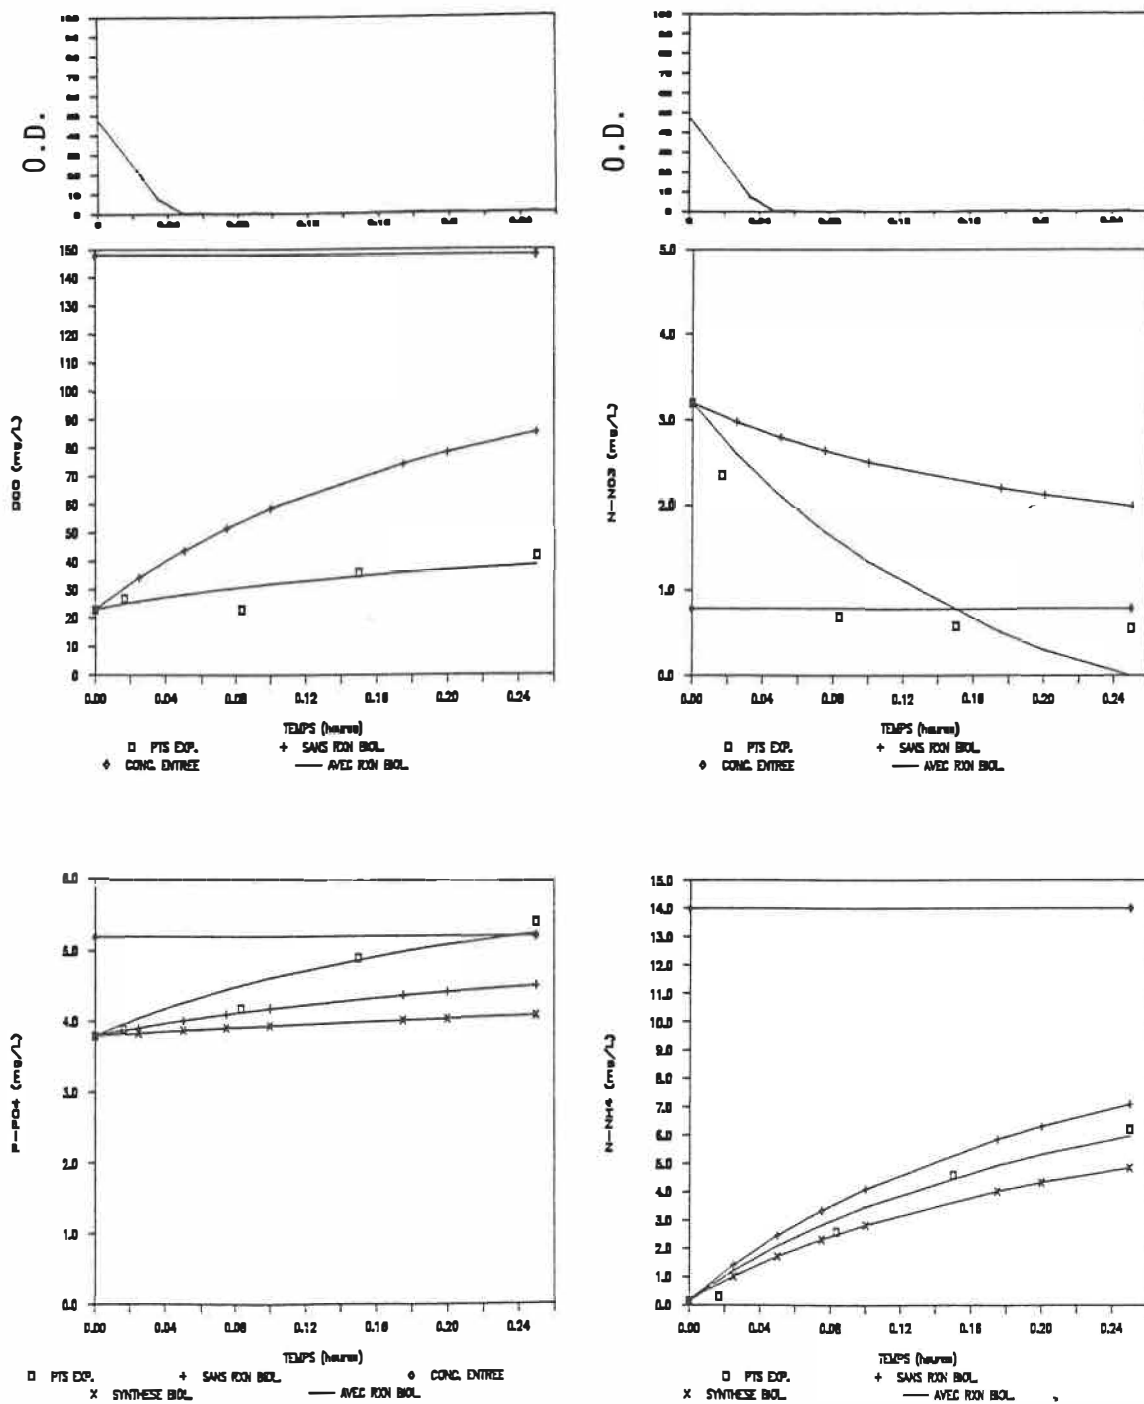 O.D.
O.D.
150
140
130
120
110
100
90
80
70
60
50
40
30
20
10
0
DCO (mg/L)
0.00 0.04 0.08 0.12 0.16 0.20 0.24
TEMPS (heures)
PTS EXP. SANS RXN BIOL.
CONC. ENTREE AVEC RXN BIOL.
5.0
4.0
3.0
2.0
1.0
0.0
N-NO3 (mg/L)
0.00 0.04 0.08 0.12 0.16 0.20 0.24
TEMPS (heures)
PTS EXP. SANS RXN BIOL.
CONC. ENTREE AVEC RXN BIOL.
6.0
5.0
4.0
3.0
2.0
1.0
0.0
P-PO4 (mg/L)
0.00 0.04 0.08 0.12 0.16 0.20 0.24
TEMPS (heures)
PTS EXP. SANS RXN BIOL. CONC. ENTREE
SYNTHESE BIOL. AVEC RXN BIOL.
15.0
14.0
13.0
12.0
11.0
10.0
9.0
8.0
7.0
6.0
5.0
4.0
3.0
2.0
1.0
0.0
N-NH4 (mg/L)
0.00 0.04 0.08 0.12 0.16 0.20 0.24
TEMPS (heures)
PTS EXP. SANS RXN BIOL.
SYNTHESE BIOL. AVEC RXN BIOL.